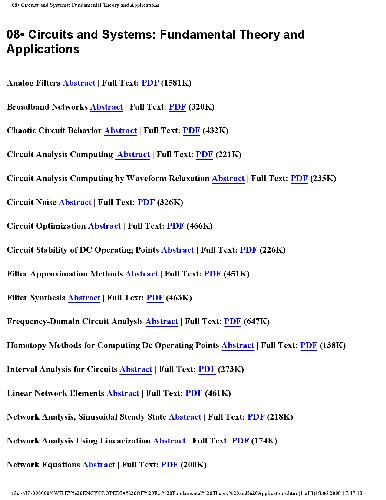 08• Circuits and Systems: Fundamental Theory and Applications
08• Circuits and Systems: Fundamental Theory and
Applications
Analog Filters Abstract | Full Text: PDF (1581K)
Broadband Networks Abstract | Full Text: PDF (320K)
Chaotic Circuit Behavior Abstract | Full Text: PDF (432K)
Circuit Analysis Computing Abstract | Full Text: PDF (221K)
Circuit Analysis Computing by Waveform Relaxation Abstract | Full Text: PDF (235K)
Circuit Noise Abstract | Full Text: PDF (326K)
Circuit Optimization Abstract | Full Text: PDF (466K)
Circuit Stability of DC Operating Points Abstract | Full Text: PDF (226K)
Filter Approximation Methods Abstract | Full Text: PDF (451K)
Filter Synthesis Abstract | Full Text: PDF (463K)
Frequency-Domain Circuit Analysis Abstract | Full Text: PDF (647K)
Homotopy Methods for Computing Dc Operating Points Abstract | Full Text: PDF (138K)
Interval Analysis for Circuits Abstract | Full Text: PDF (273K)
Linear Network Elements Abstract | Full Text: PDF (461K)
Network Analysis, Sinusoidal Steady State Abstract | Full Text: PDF (218K)
Network Analysis Using Linearization Abstract | Full Text: PDF (174K)
Network Equations Abstract | Full Text: PDF (200K)